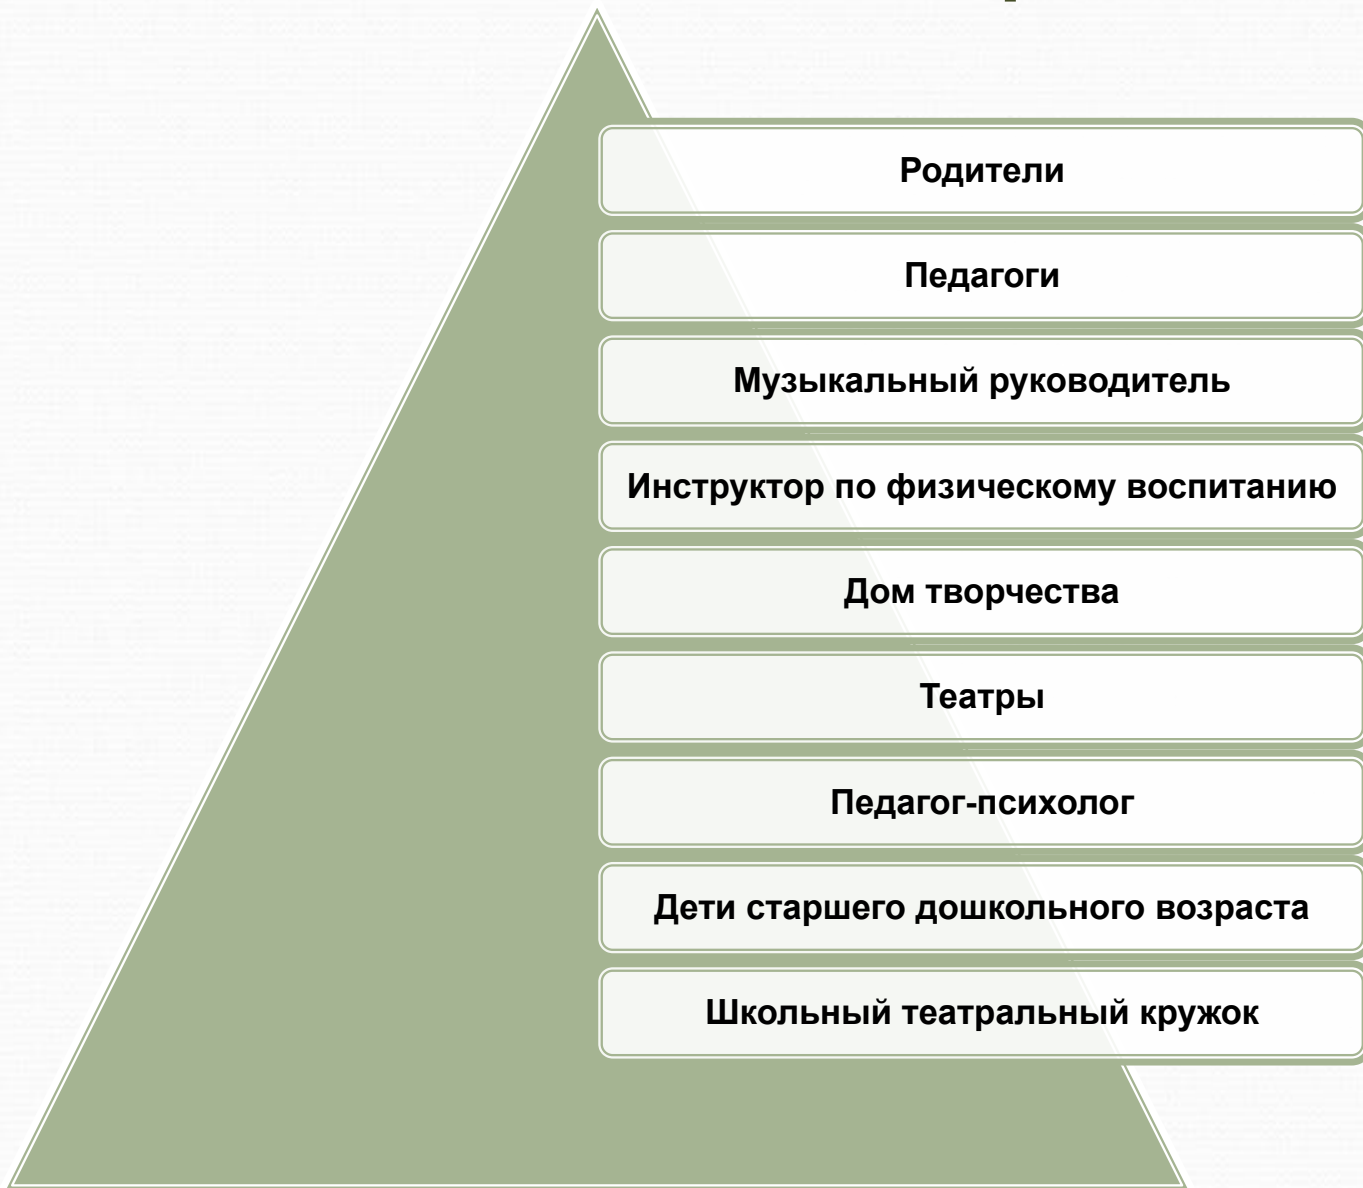 Родители
Педагоги
Музыкальный руководитель
Инструктор по физическому воспитанию
Дом творчества
Театры
Педагог-психолог
Дети старшего дошкольного возраста
Школьный театральный кружок